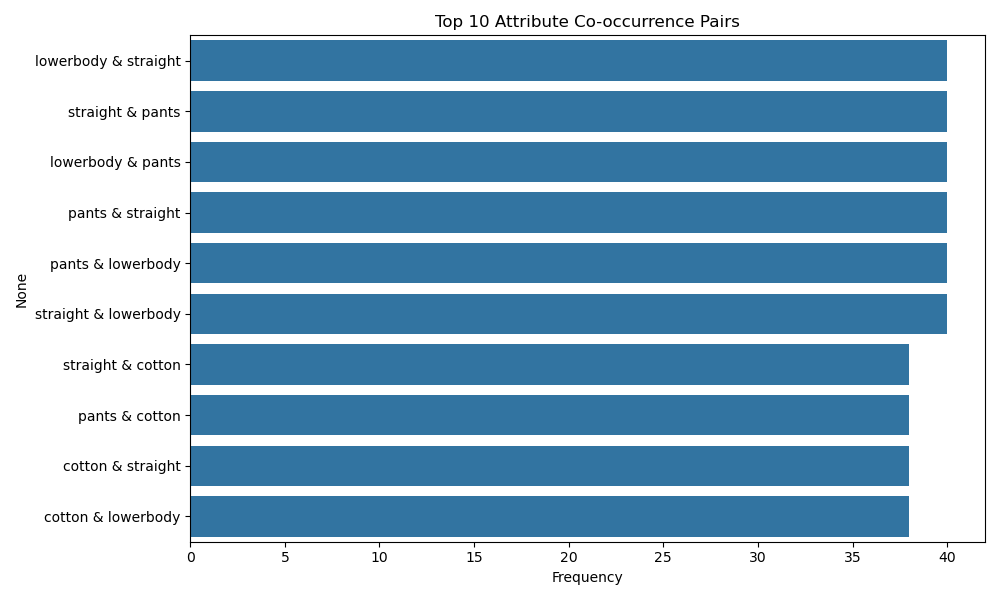 Top 10 Attribute Co-occurrence Pairs
lowerbody & straight
straight & pants
lowerbody & pants
pants & straight
pants & lowerbody
straight & lowerbody
straight & cotton
pants & cotton
cotton & straight
cotton & lowerbody
None
0 5 10 15 20 25 30 35 40
Frequency